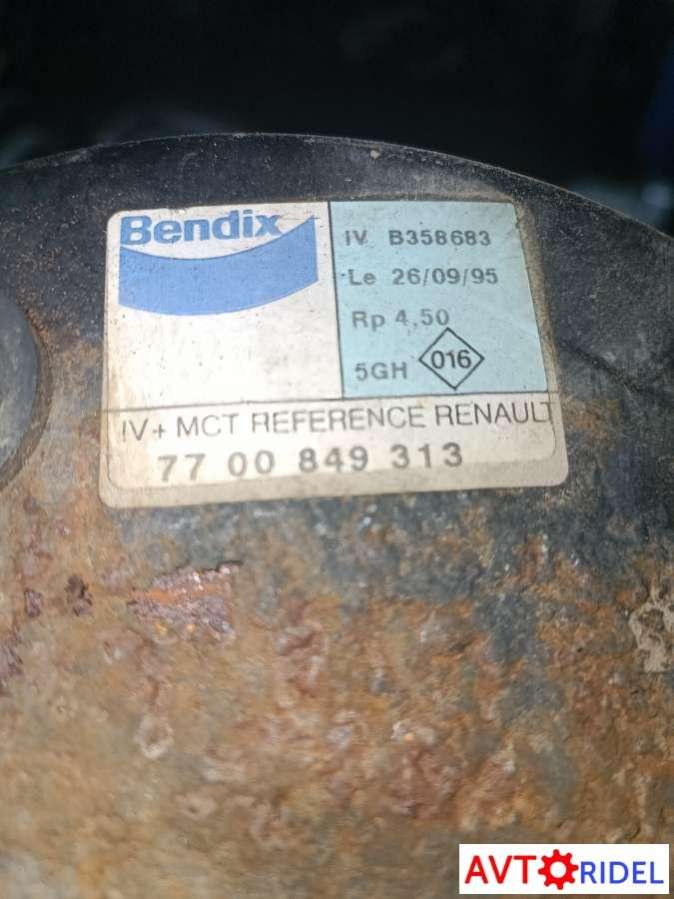 Bendix
IV B358683
Le 26/09/95
Rp 4,50
5GH 016
IV+ MCT REFERENCE RENAULT
77 00 849 313
AVTORIDEL